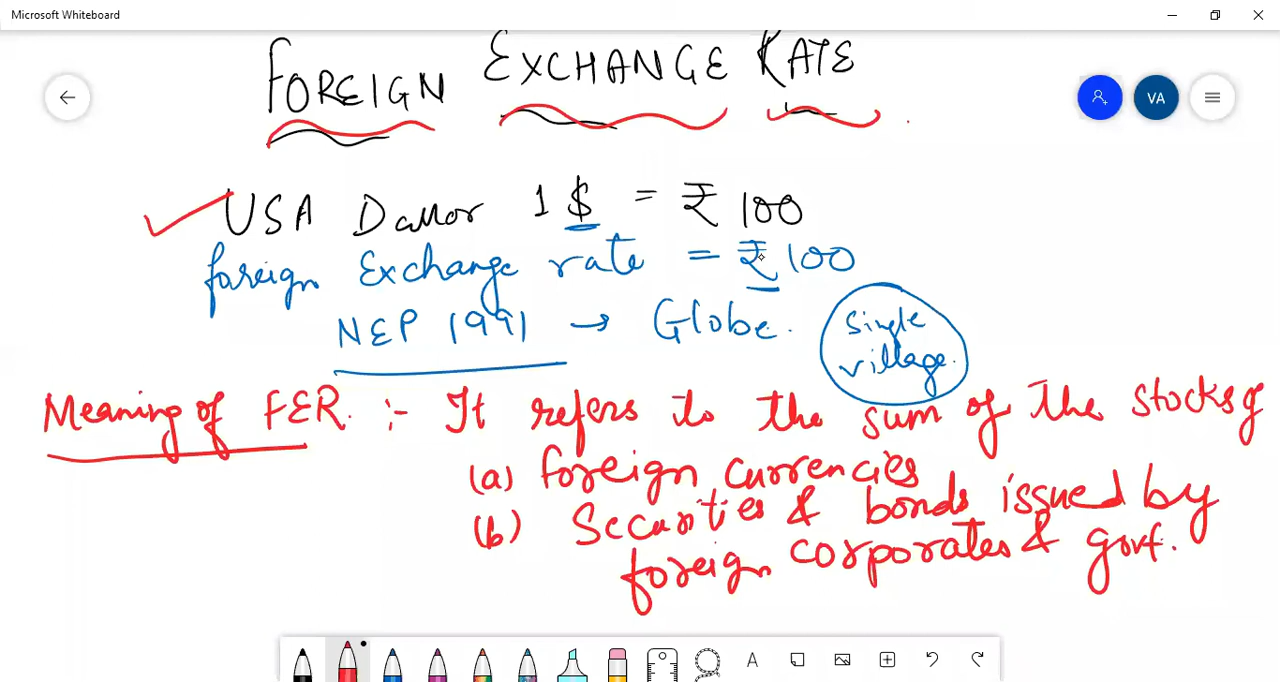 Microsoft Whiteboard
FOREIGN EXCHANGE RATE
VA
USA Dallor 1 $ = ₹ 100
foreign Exchange rate = ₹ 100
NEP 1991 → Globe.
Single
village.
Meaning of FER :- It refers to the sum of the stocks of
(a) foreign currencies
(b) Securities & bonds issued by
foreign corporates & govt.
A